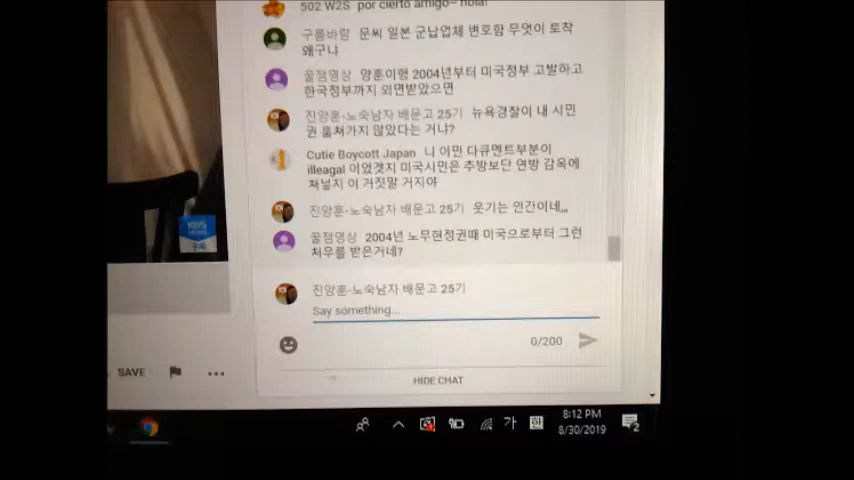 502 W2S por cierto amigo~ hola!
구름바람 문씨 일본 군납업체 변호함 무엇이 토착
왜구냐
꿀잼영상 양훈이형 2004년부터 미국정부 고발하고
한국정부까지 외면받았으면
진양훈-노숙남자 배문고 25기 뉴욕경찰이 내 시민
권 훔쳐가지 않았다는 거냐?
Cutie Boycott Japan 니 이민 다큐멘트부분이
illeagal 이었겟지 미국시민은 추방보단 연방 감옥에
쳐넣지 이 거짓말 거지야
진양훈-노숙남자 배문고 25기 웃기는 인간이네,,,
꿀잼영상 2004년 노무현정권때 미국으로부터 그런
처우를 받은거네?
진양훈-노숙남자 배문고 25기
Say something...
0/200
SAVE
HIDE CHAT
가 한
8:12 PM
8/30/2019
2